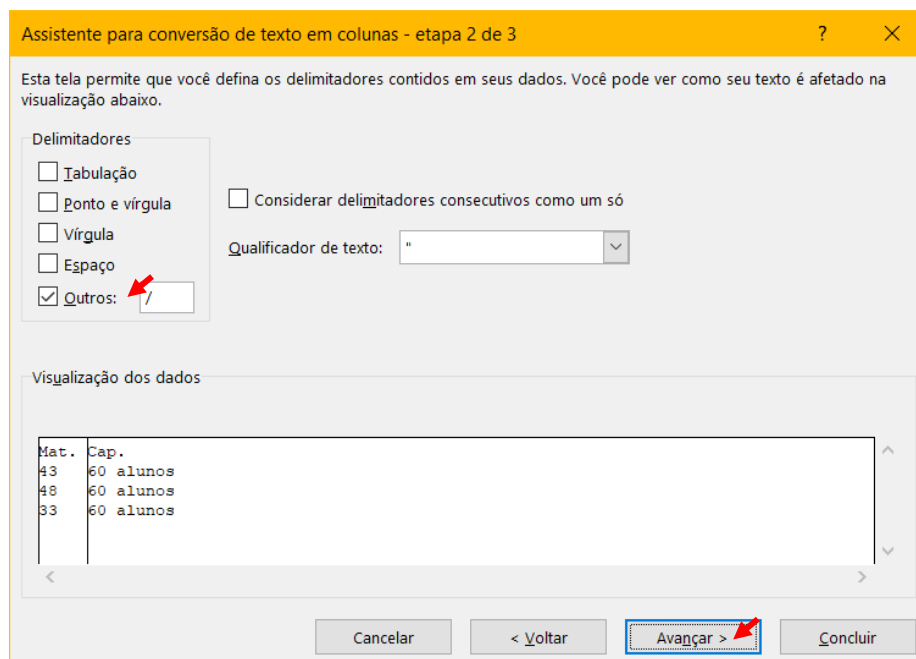 Assistente para conversão de texto em colunas - etapa 2 de 3 ?
Esta tela permite que você defina os delimitadores contidos em seus dados. Você pode ver como seu texto é afetado na
visualização abaixo.
Delimitadores
Tabulação
Ponto e vírgula
Vírgula
Espaço
Outros: /
Considerar delimitadores consecutivos como um só
Qualificador de texto: "
Visualização dos dados
Mat. Cap.
43 60 alunos
48 60 alunos
33 60 alunos
Cancelar < Voltar Avançar > Concluir